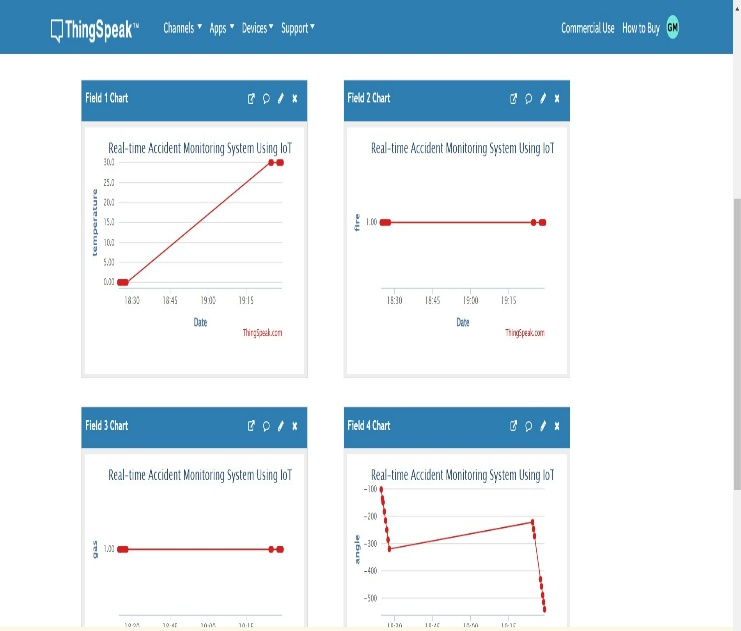 ThingSpeak™ Channels Apps Devices Support Commercial Use How to Buy GM
Field 1 Chart
Real-time Accident Monitoring System Using IoT
temperature
30.0
25.0
20.0
15.0
10.0
5.00
0.00
18:30 18:45 19:00 19:15
Date
ThingSpeak.com
Field 2 Chart
Real-time Accident Monitoring System Using IoT
fire
1.00
18:30 18:45 19:00 19:15
Date
ThingSpeak.com
Field 3 Chart
Real-time Accident Monitoring System Using IoT
gas
1.00
Field 4 Chart
Real-time Accident Monitoring System Using IoT
angle
-100
-200
-300
-400
-500